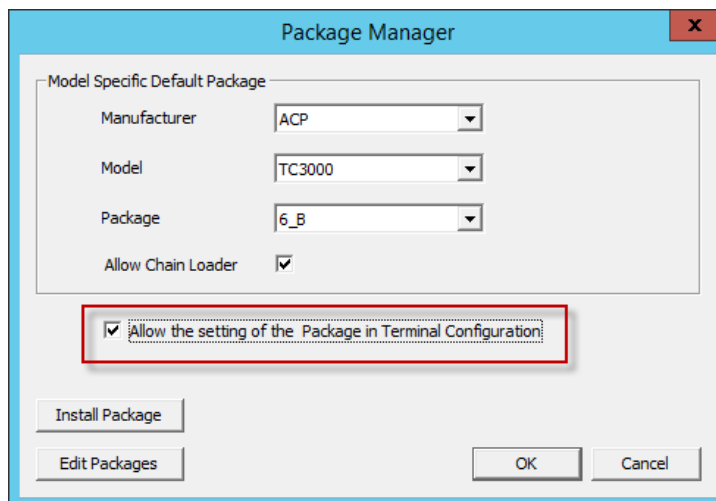 Package Manager
x
Model Specific Default Package
Manufacturer
ACP
Model
TC3000
Package
6_B
Allow Chain Loader
Allow the setting of the Package in Terminal Configuration
Install Package
Edit Packages
OK
Cancel